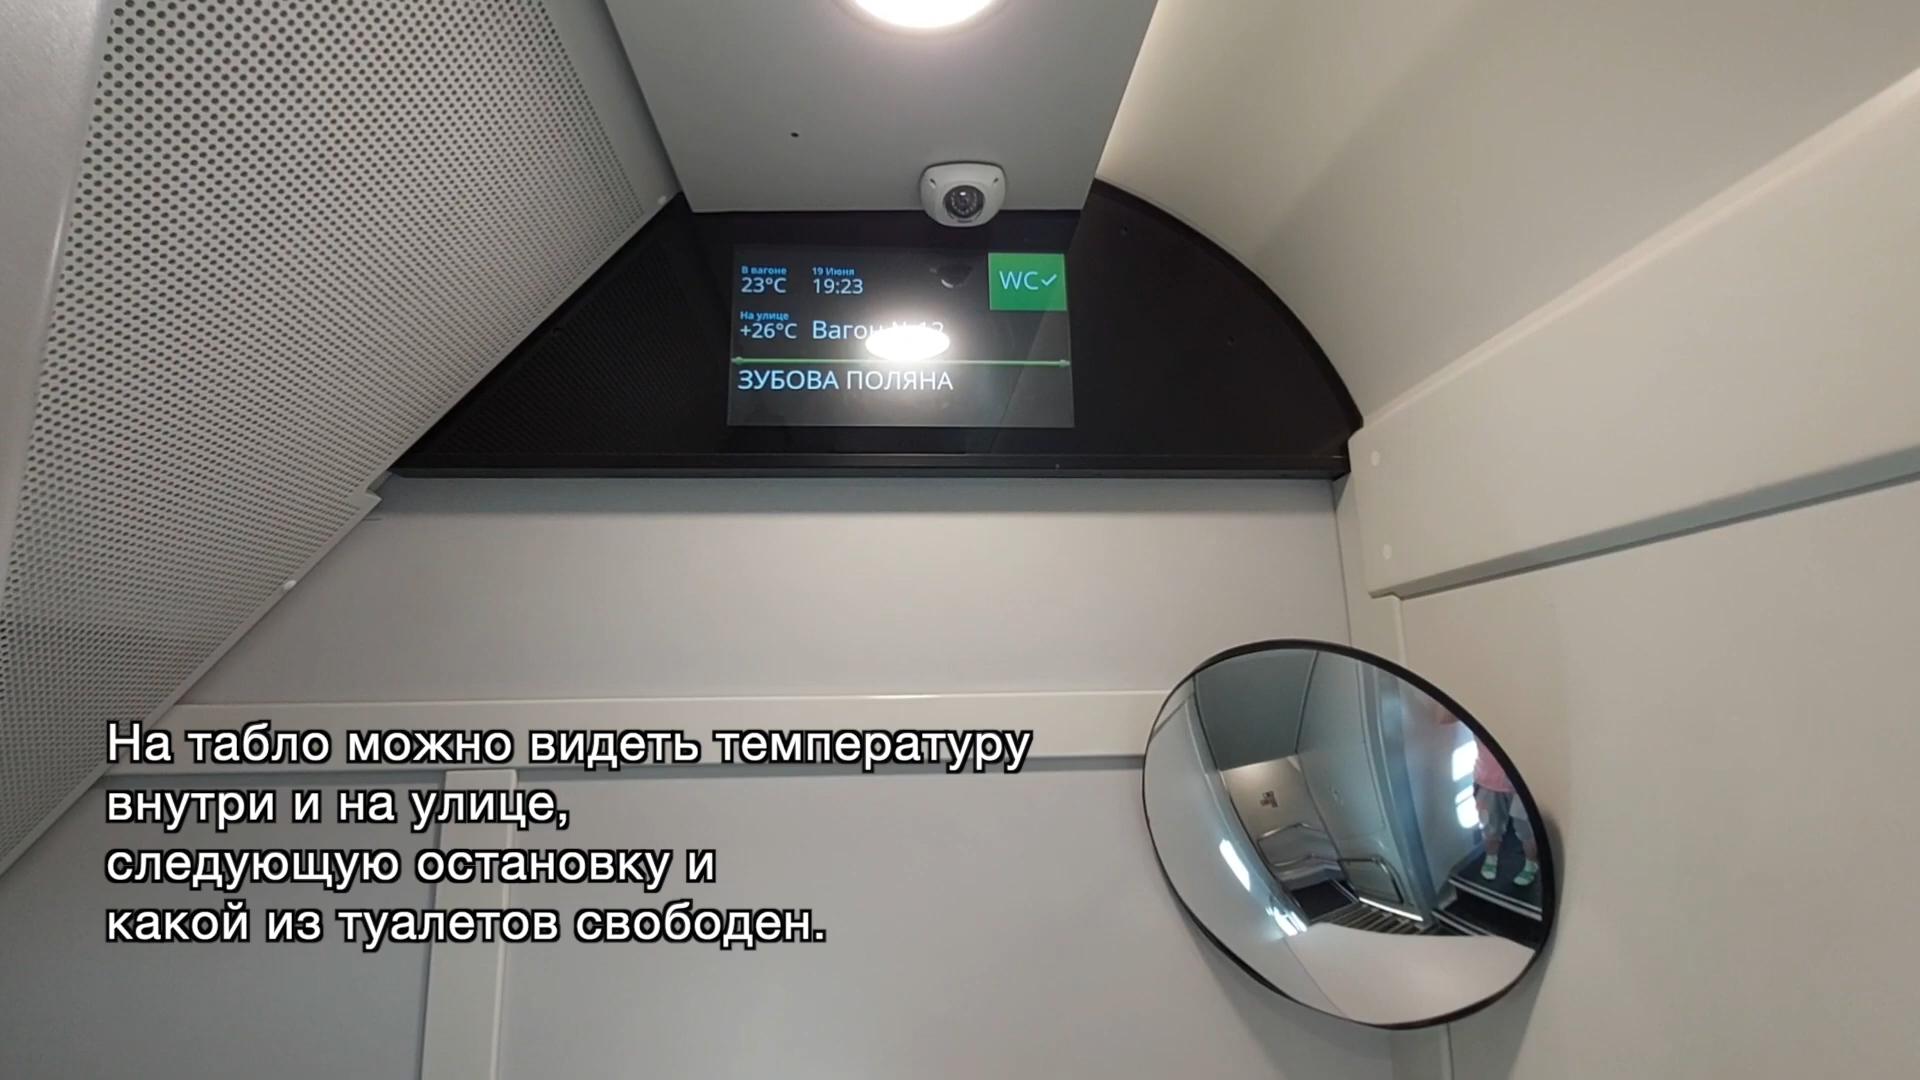 В вагоне
23°C
19 Июня
19:23
WC✓
На улице
+26°C
Вагон №12
ЗУБОВА ПОЛЯНА
На табло можно видеть температуру
внутри и на улице,
следующую остановку и
какой из туалетов свободен.